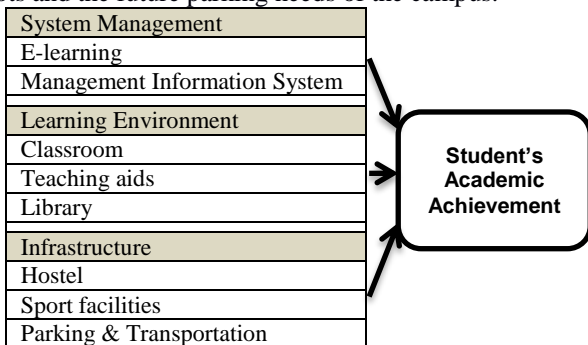 and the future parking needs of the campus.
System Management
E-learning
Management Information System
Learning Environment
Classroom
Teaching aids
Library
Infrastructure
Hostel
Sport facilities
Parking & Transportation
Student's
Academic
Achievement